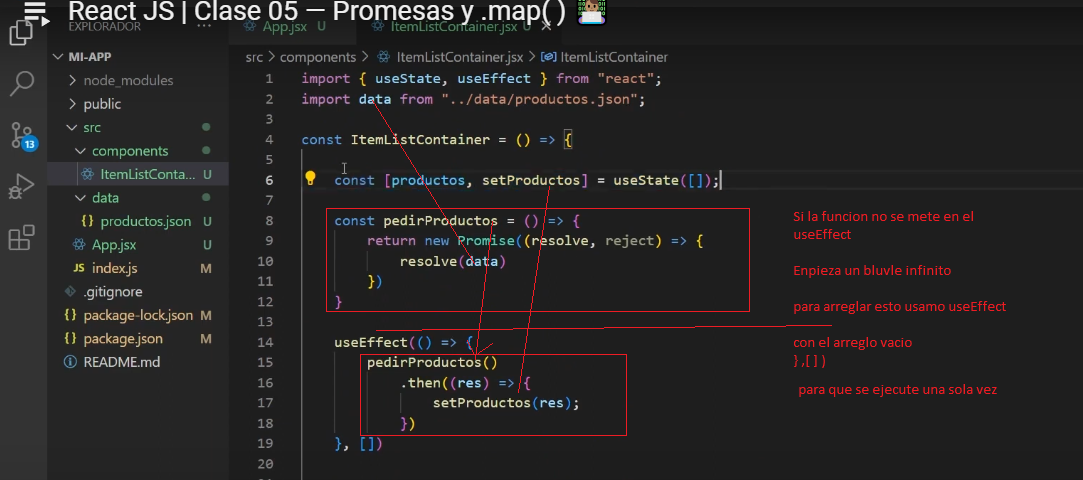 React JS | Clase 05 — Promesas y .map( )
EXPLORADOR
App.jsx U
ItemListContainer.jsx U
MI-APP
node_modules
public
src
components
ItemListConta... U
data
productos.json U
App.jsx U
JS index.js M
.gitignore
package-lock.json M
package.json M
README.md
13
src > components > ItemListContainer.jsx > ItemListContainer
1 import { useState, useEffect } from "react";
2 import data from "../data/productos.json";
3
4 const ItemListContainer = () => {
5
6 const [productos, setProductos] = useState([]);
7
8 const pedirProductos = () => {
9 return new Promise((resolve, reject) => {
10 resolve(data)
11 })
12 }
13
14 useEffect(() => {
15 pedirProductos()
16 .then((res) => {
17 setProductos(res);
18 })
19 }, [])
20
Si la funcion no se mete en el
useEffect
Enpieza un bluvle infinito
para arreglar esto usamo useEffect
con el arreglo vacio
} ,[ ] )
para que se ejecute una sola vez